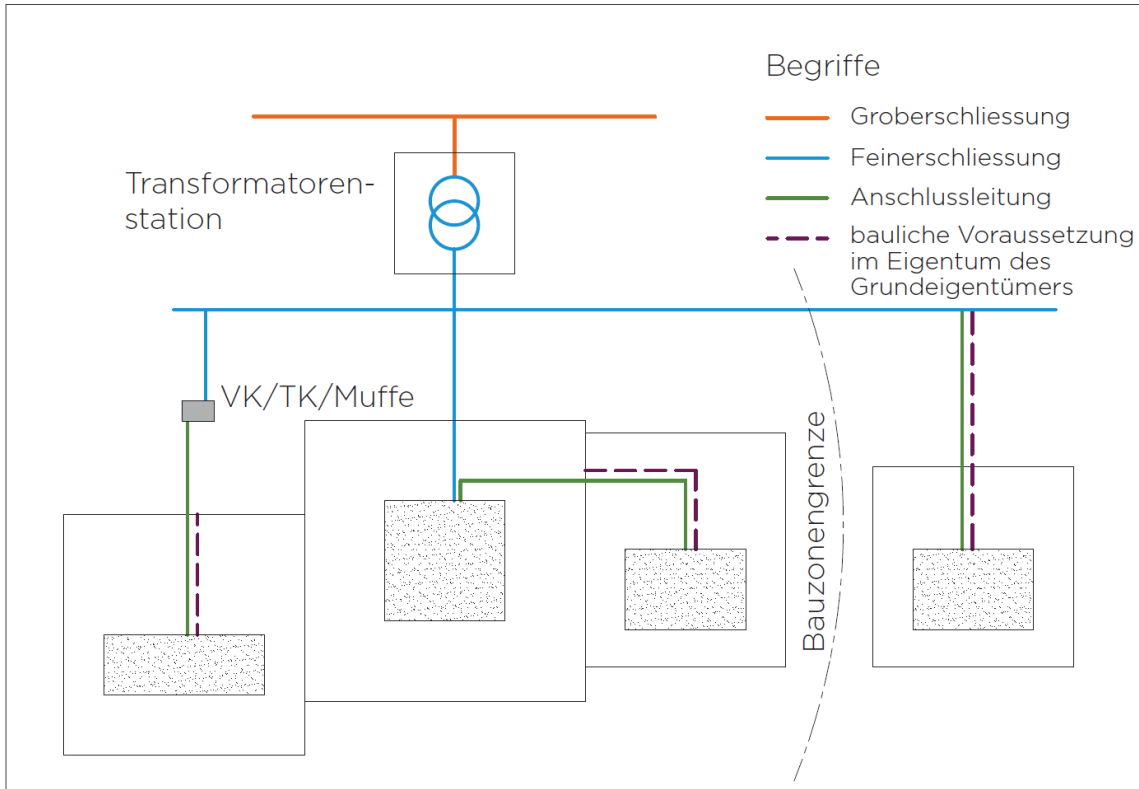 Begriffe
Groberschliessung
Feinerschliessung
Anschlussleitung
bauliche Voraussetzung
im Eigentum des
Grundeigentümers
Transformatoren-
station
VK/TK/Muffe
Bauzonengrenze